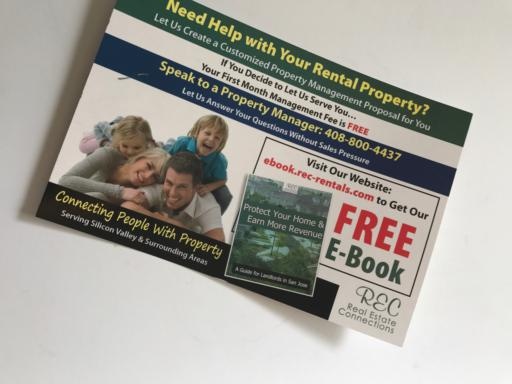 Need Help with Your Rental Property?
Let Us Create a Customized Property Management Proposal for You
If You Decide to Let Us Serve You...
Your First Month Management Fee is FREE
Speak to a Property Manager: 408-800-4437
Let Us Answer Your Questions Without Sales Pressure
Visit Our Website:
ebook.rec-rentals.com to Get Our
FREE
E-Book
REC
Protect Your Home &
Earn More Revenue
A Guide for Landlords in San Jose
Connecting People With Property
Serving Silicon Valley & Surrounding Areas
REC
Real Estate
Connections